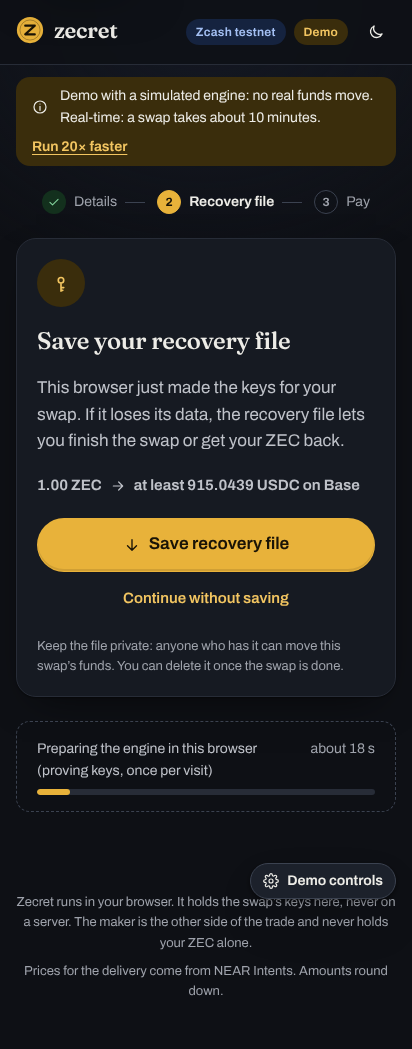 zecret
Zcash testnet
Demo
Demo with a simulated engine: no real funds move.
Real-time: a swap takes about 10 minutes.
Run 20× faster
Details
2
Recovery file
3
Pay
Save your recovery file
This browser just made the keys for your
swap. If it loses its data, the recovery file lets
you finish the swap or get your ZEC back.
1.00 ZEC → at least 915.0439 USDC on Base
↓ Save recovery file
Continue without saving
Keep the file private: anyone who has it can move this
swap's funds. You can delete it once the swap is done.
Preparing the engine in this browser
(proving keys, once per visit)
about 18 s
Demo controls
Zecret runs in your browser. It holds the swap's keys here, never on
a server. The maker is the other side of the trade and never holds
your ZEC alone.
Prices for the delivery come from NEAR Intents. Amounts round
down.